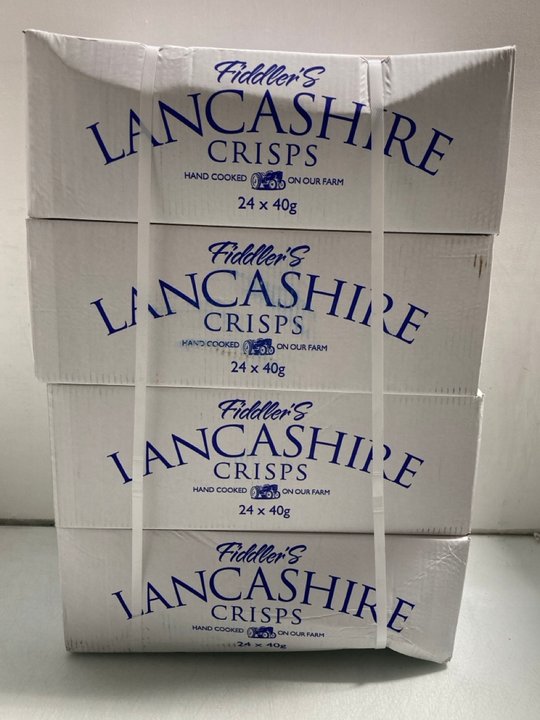 Fiddler's
LANCASHIRE
CRISPS
HAND COOKED ON OUR FARM
24 x 40g
Fiddler's
LANCASHIRE
CRISPS
HAND COOKED ON OUR FARM
24 x 40g
Fiddler's
LANCASHIRE
CRISPS
HAND COOKED ON OUR FARM
24 x 40g
Fiddler's
LANCASHIRE
CRISPS
HAND COOKED ON OUR FARM
24 x 40g